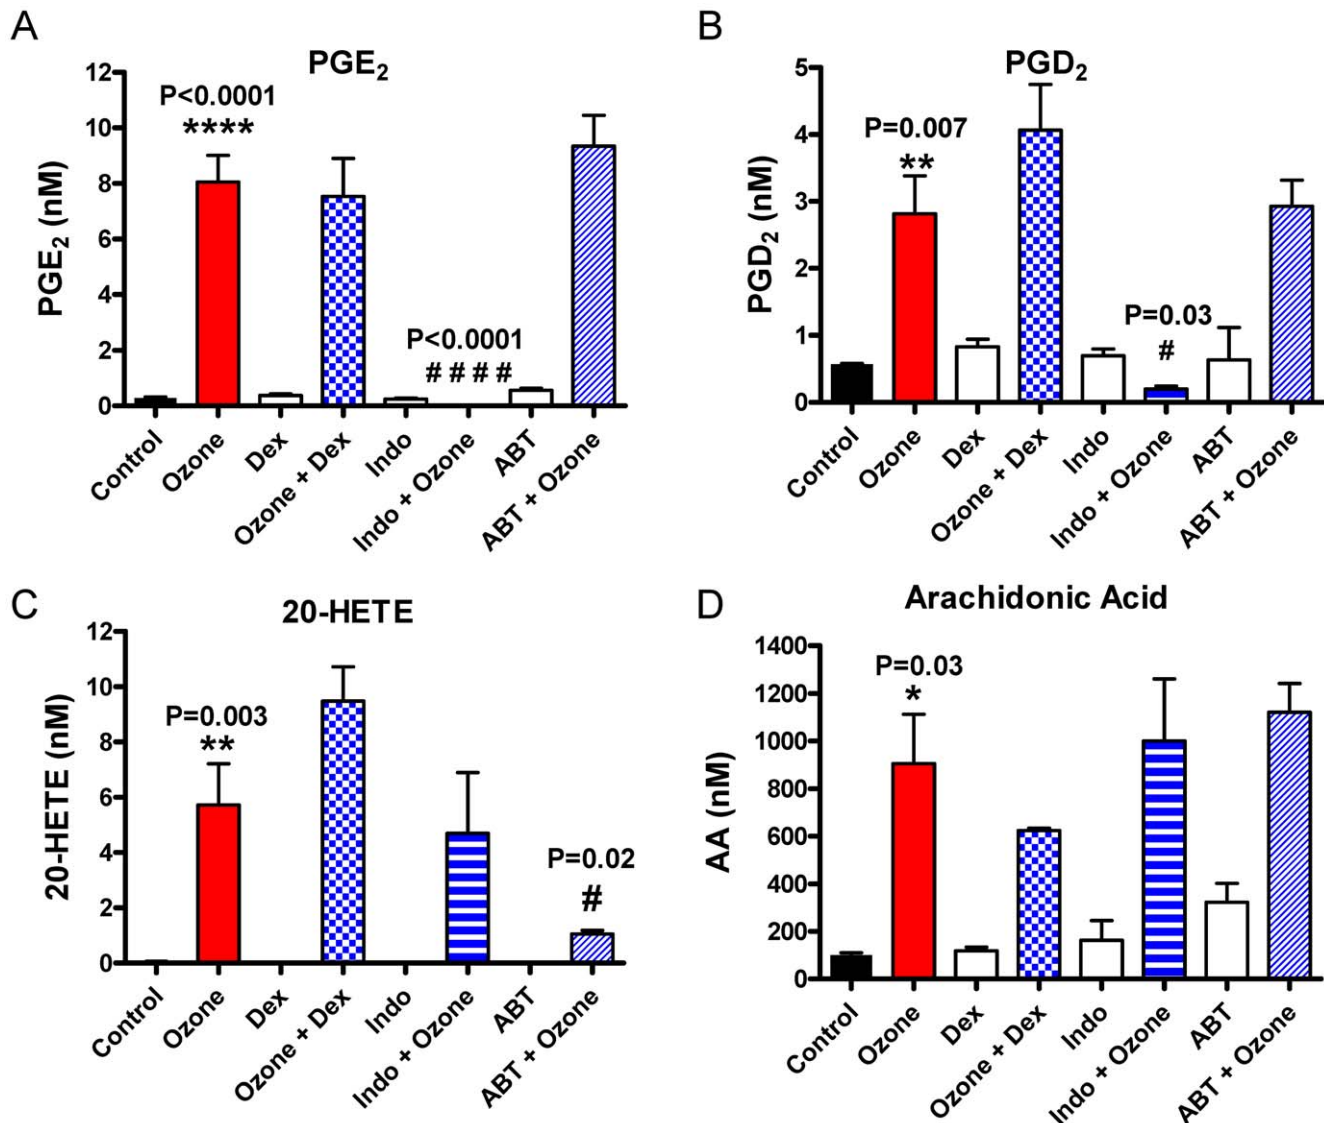 A
PGE2
PGE2 (nM)
12
10
8
6
4
2
0
P<0.0001
****
P<0.0001
####
Control
Ozone
Dex
Ozone + Dex
Indo
Indo + Ozone
ABT
ABT + Ozone
B
PGD2
PGD2 (nM)
5
4
3
2
1
0
P=0.007
**
P=0.03
#
Control
Ozone
Dex
Ozone + Dex
Indo
Indo + Ozone
ABT
ABT + Ozone
C
20-HETE
20-HETE (nM)
12
10
8
6
4
2
0
P=0.003
**
P=0.02
#
Control
Ozone
Dex
Ozone + Dex
Indo
Indo + Ozone
ABT
ABT + Ozone
D
Arachidonic Acid
AA (nM)
1400
1200
1000
800
600
400
200
0
P=0.03
*
Control
Ozone
Dex
Ozone + Dex
Indo
Indo + Ozone
ABT
ABT + Ozone